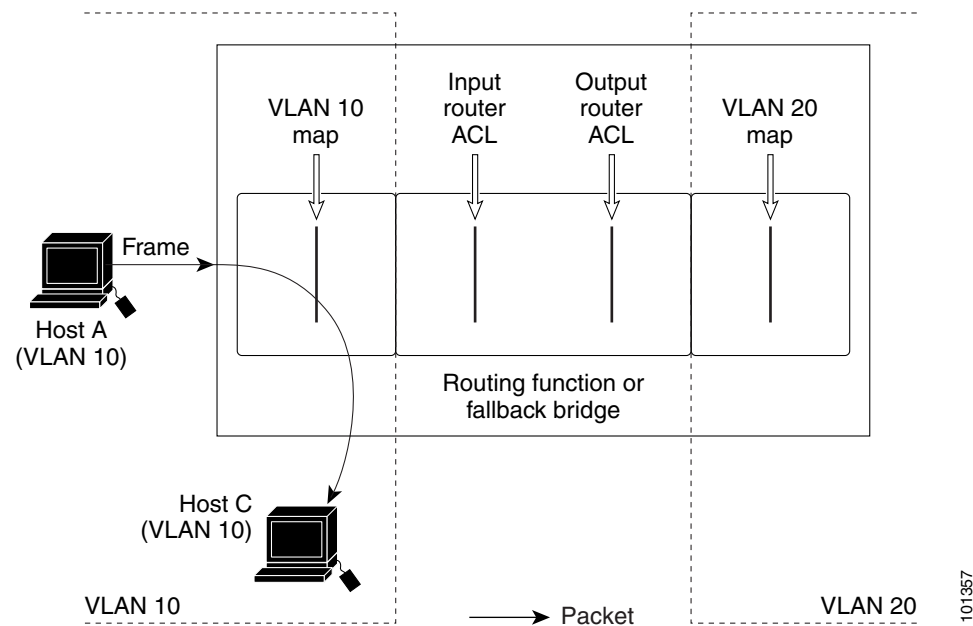 VLAN 10
map
Input
router
ACL
Output
router
ACL
VLAN 20
map
Frame
Host A
(VLAN 10)
Routing function or
fallback bridge
Host C
(VLAN 10)
VLAN 10
Packet
VLAN 20
101357